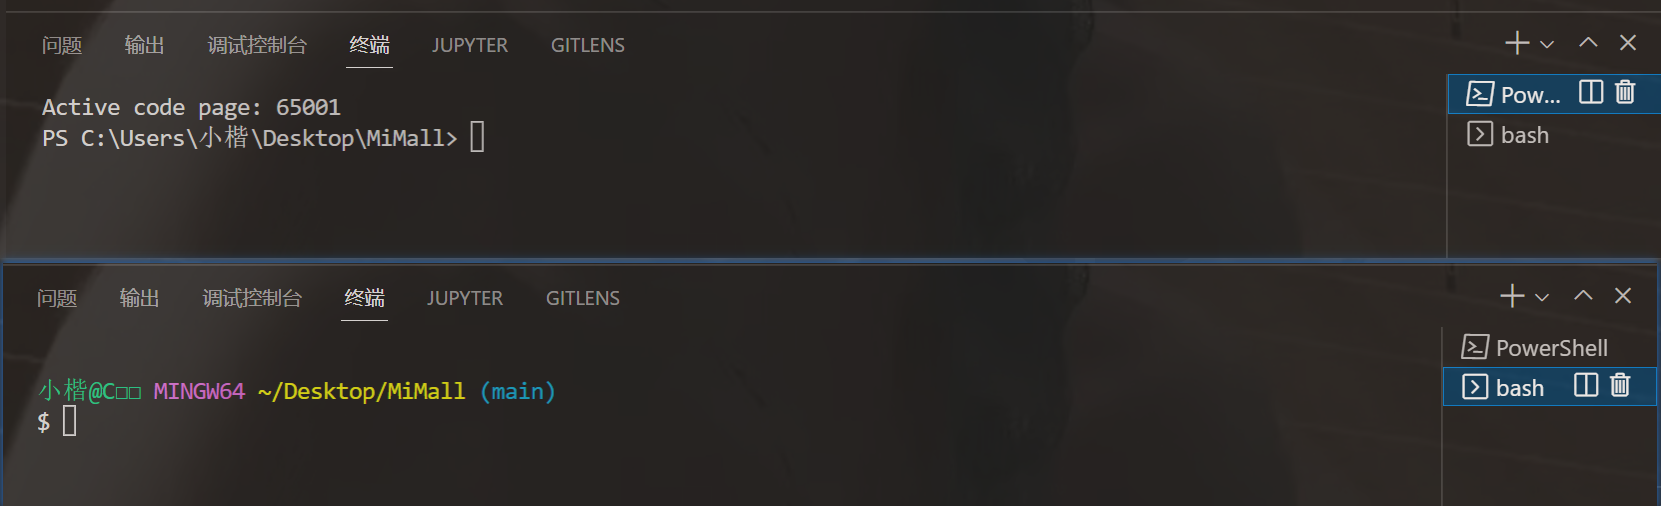 问题 输出 调试控制台 终端 JUPYTER GITLENS
Active code page: 65001
PS C:\Users\小楷\Desktop\MiMall>
Pow...
bash
问题 输出 调试控制台 终端 JUPYTER GITLENS
小楷@C□□ MINGW64 ~/Desktop/MiMall (main)
$
PowerShell
bash